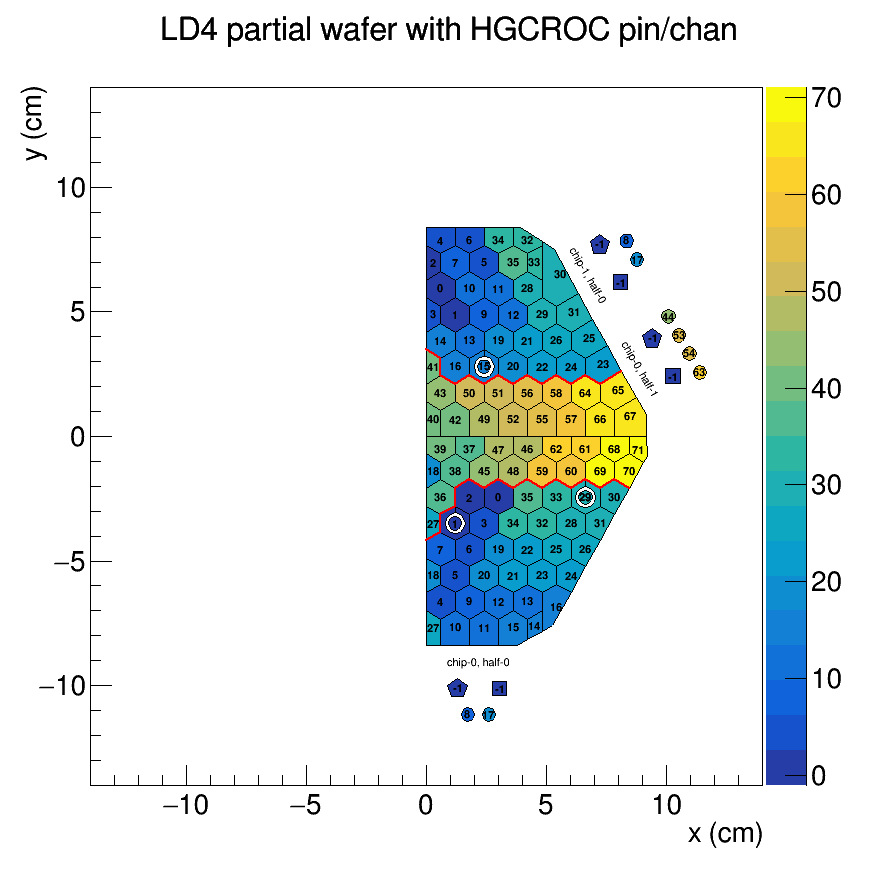 LD4 partial wafer with HGCROC pin/chan
y (cm)
10
5
0
−5
−10
−10 −5 0 5 10
x (cm)
70
60
50
40
30
20
10
0
4 6 34 32
2 7 5 35 33 30
0 10 11 28
3 1 9 12 29 31
14 13 19 21 26 25
41 16 15 20 22 24 23
43 50 51 56 58 64 65
40 42 49 52 55 57 66 67
39 37 47 46 62 61 68 71
18 38 45 48 59 60 69 70
36 2 0 35 33 29 30
27 1 3 34 32 28 31
7 6 19 22 25 26
18 5 20 21 23 24
4 9 12 13 16
27 10 11 15 14
chip-1, half-0
-1 8
17
-1
chip-0, half-1
44
-1 53
54
-1 63
chip-0, half-0
-1 -1
8 17